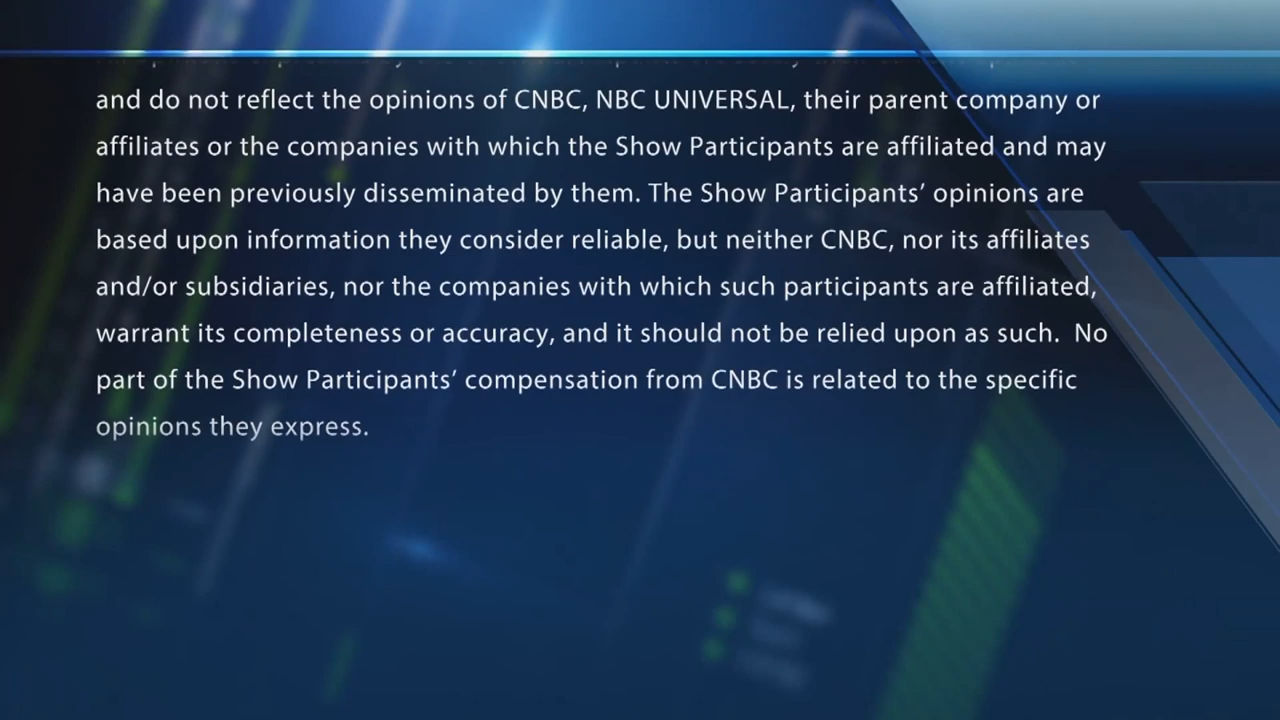 and do not reflect the opinions of CNBC, NBC UNIVERSAL, their parent company or
affiliates or the companies with which the Show Participants are affiliated and may
have been previously disseminated by them. The Show Participants’ opinions are
based upon information they consider reliable, but neither CNBC, nor its affiliates
and/or subsidiaries, nor the companies with which such participants are affiliated,
warrant its completeness or accuracy, and it should not be relied upon as such.  No
part of the Show Participants’ compensation from CNBC is related to the specific
opinions they express.